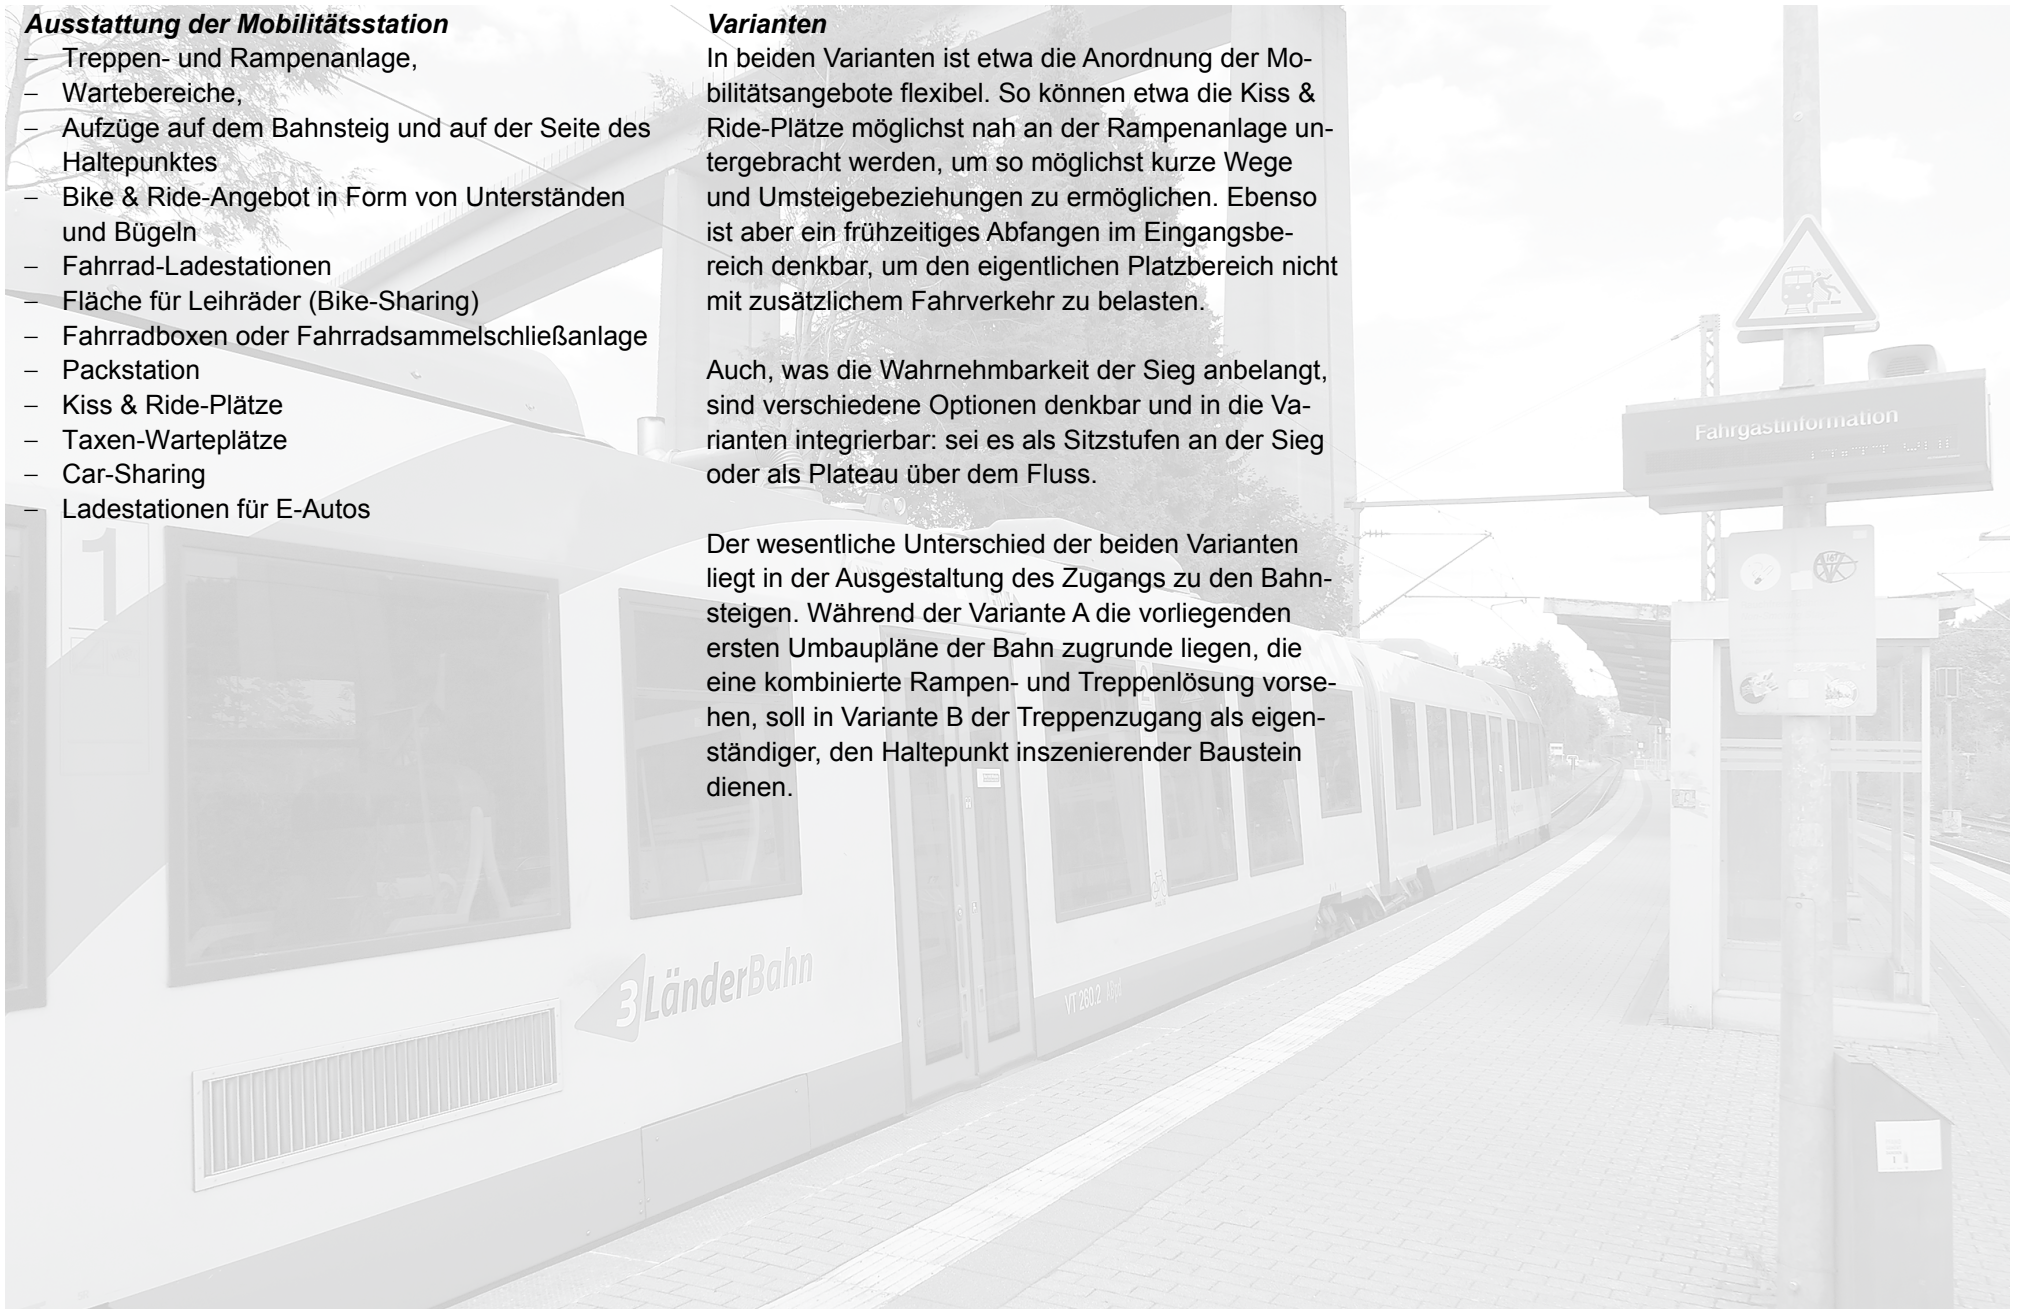 Ausstattung der Mobilitätsstation
– Treppen- und Rampenanlage,
– Wartebereiche,
– Aufzüge auf dem Bahnsteig und auf der Seite des
Haltepunktes
– Bike & Ride-Angebot in Form von Unterständen
und Bügeln
– Fahrrad-Ladestationen
– Fläche für Leihräder (Bike-Sharing)
– Fahrradboxen oder Fahrradsammelschließanlage
– Packstation
– Kiss & Ride-Plätze
– Taxen-Warteplätze
– Car-Sharing
– Ladestationen für E-Autos
Varianten
In beiden Varianten ist etwa die Anordnung der Mo-
bilitätsangebote flexibel. So können etwa die Kiss &
Ride-Plätze möglichst nah an der Rampenanlage un-
tergebracht werden, um so möglichst kurze Wege
und Umsteigebeziehungen zu ermöglichen. Ebenso
ist aber ein frühzeitiges Abfangen im Eingangsbe-
reich denkbar, um den eigentlichen Platzbereich nicht
mit zusätzlichem Fahrverkehr zu belasten.
Auch, was die Wahrnehmbarkeit der Sieg anbelangt,
sind verschiedene Optionen denkbar und in die Va-
rianten integrierbar: sei es als Sitzstufen an der Sieg
oder als Plateau über dem Fluss.
Der wesentliche Unterschied der beiden Varianten
liegt in der Ausgestaltung des Zugangs zu den Bahn-
steigen. Während der Variante A die vorliegenden
ersten Umbaupläne der Bahn zugrunde liegen, die
eine kombinierte Rampen- und Treppenlösung vorse-
hen, soll in Variante B der Treppenzugang als eigen-
ständiger, den Haltepunkt inszenierender Baustein
dienen.
Fahrgastinformation
1
3LänderBahn
VT 260.2